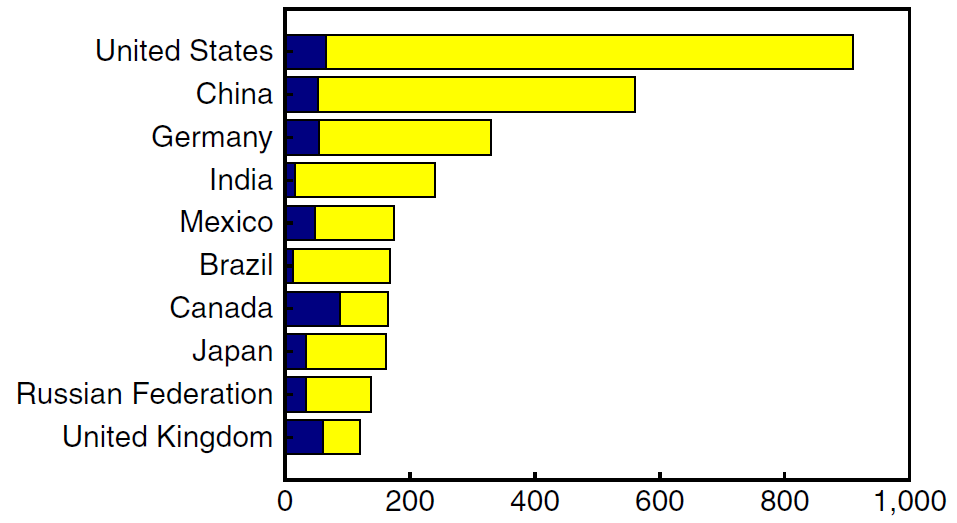 United States
China
Germany
India
Mexico
Brazil
Canada
Japan
Russian Federation
United Kingdom
0 200 400 600 800 1,000